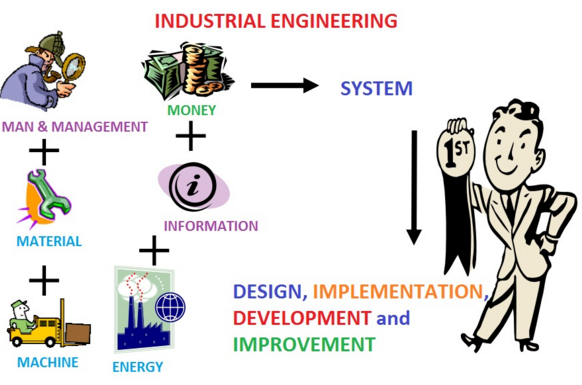 INDUSTRIAL ENGINEERING
MONEY
SYSTEM
MAN & MANAGEMENT
1ST
i
INFORMATION
MATERIAL
DESIGN, IMPLEMENTATION,
DEVELOPMENT and
IMPROVEMENT
MACHINE
ENERGY